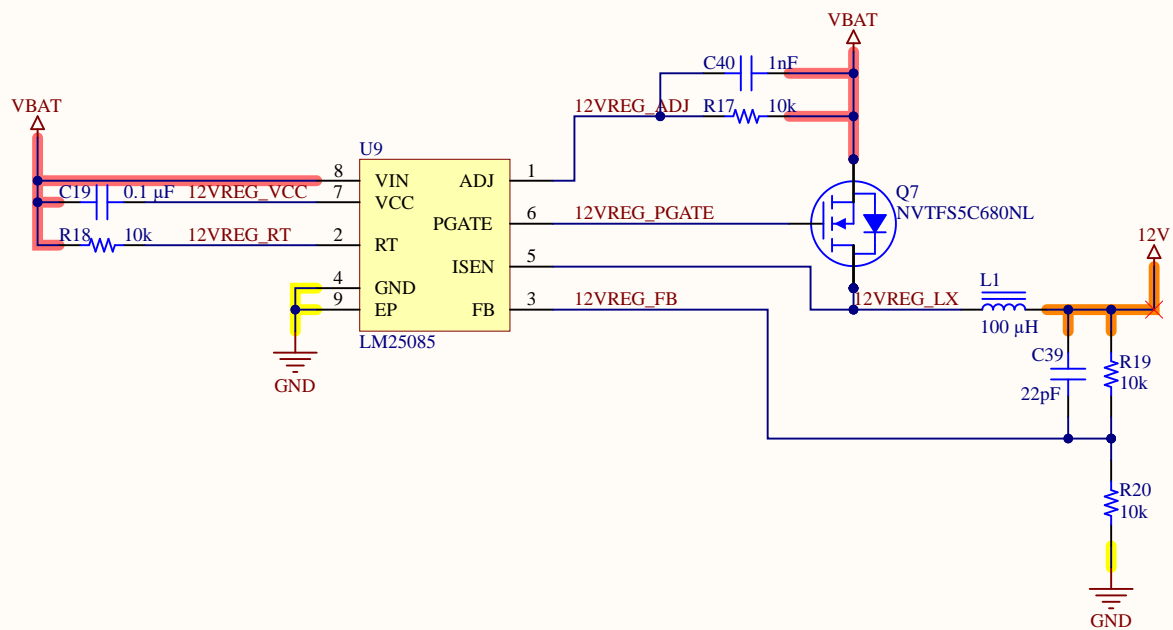 VBAT
C40 1nF
12VREG_ADJ R17 10k
VBAT
U9
8 VIN ADJ 1
C19 0.1 µF 12VREG_VCC 7 VCC
Q7
NVTFS5C680NL
PGATE 6 12VREG_PGATE
R18 10k 12VREG_RT 2 RT
12V
ISEN 5
4 GND
L1
9 EP FB 3 12VREG_FB
12VREG_LX
100 µH
LM25085
GND
C39
22pF
R19
10k
R20
10k
GND